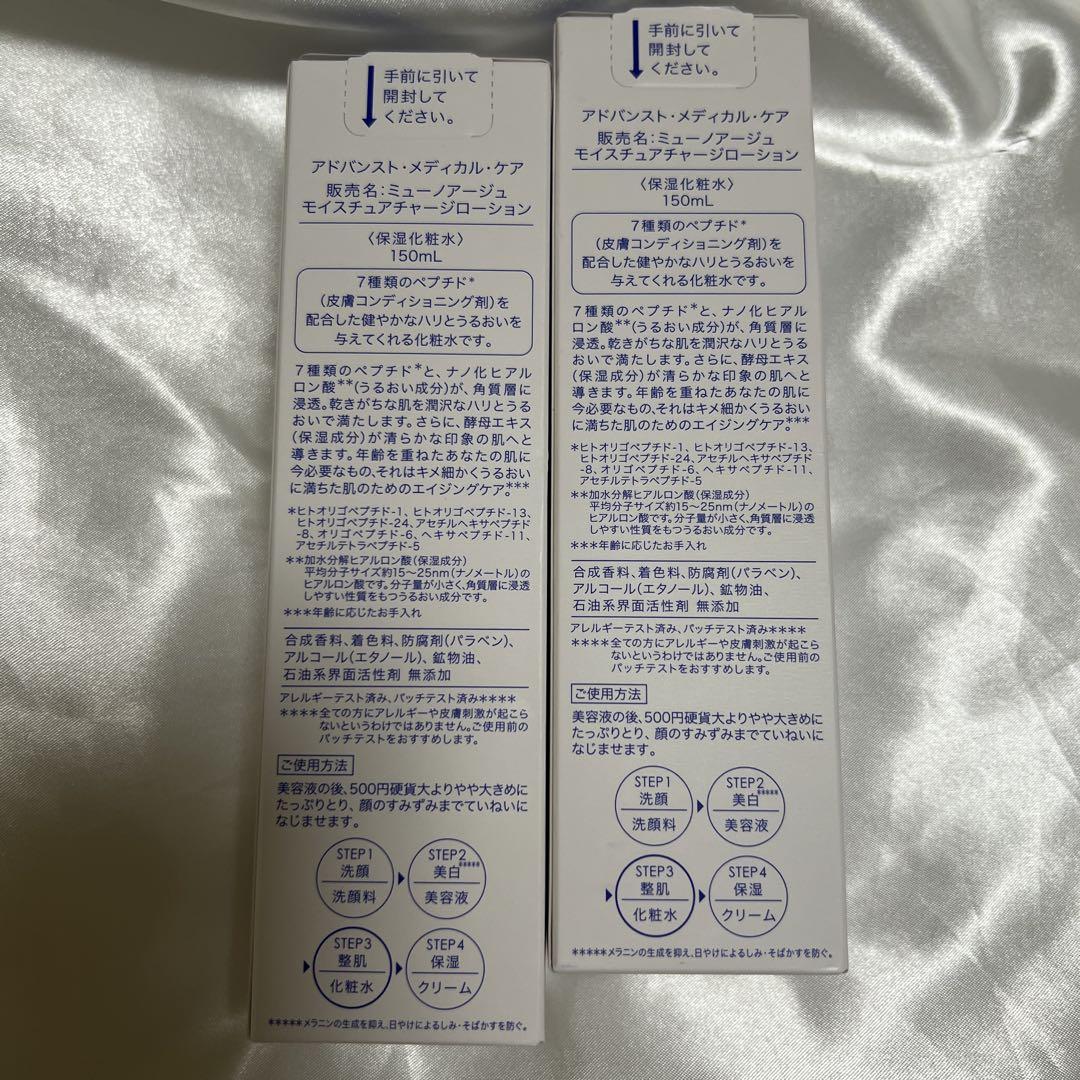 手前に引いて
開封して
ください。
アドバンスト・メディカル・ケア
販売名：ミューノアージュ
モイスチュアチャージローション
〈保湿化粧水〉
150mL
7種類のペプチド*
（皮膚コンディショニング剤）を
配合した健やかなハリとうるおいを
与えてくれる化粧水です。
7種類のペプチド*と、ナノ化ヒアル
ロン酸**（うるおい成分）が、角質層に
浸透。乾きがちな肌を潤沢なハリとうる
おいで満たします。さらに、酵母エキス
（保湿成分）が清らかな印象の肌へと
導きます。年齢を重ねたあなたの肌に
今必要なもの、それはキメ細かくうるおい
に満ちた肌のためのエイジングケア。***
*ヒトオリゴペプチド-1、ヒトオリゴペプチド-13、
ヒトオリゴペプチド-24、アセチルヘキサペプチド
-8、オリゴペプチド-6、ヘキサペプチド-11、
アセチルテトラペプチド-5
**加水分解ヒアルロン酸（保湿成分）
平均分子サイズ約15〜25nm（ナノメートル）の
ヒアルロン酸です。分子量が小さく、角質層に浸透
しやすい性質をもつうるおい成分です。
***年齢に応じたお手入れ
合成香料、着色料、防腐剤（パラベン）、
アルコール（エタノール）、鉱物油、
石油系界面活性剤 無添加
アレルギーテスト済み、パッチテスト済み****
****全ての方にアレルギーや皮膚刺激が起こら
ないというわけではありません。ご使用前の
パッチテストをおすすめします。
ご使用方法
美容液の後、500円硬貨大よりやや大きめに
たっぷりとり、顔のすみずみまでていねいに
なじませます。
STEP1
洗顔
洗顔料
STEP2
美白*****
美容液
STEP3
整肌
化粧水
STEP4
保湿
クリーム
*****メラニンの生成を抑え、日やけによるしみ・そばかすを防ぐ。
手前に引いて
開封して
ください。
アドバンスト・メディカル・ケア
販売名：ミューノアージュ
モイスチュアチャージローション
〈保湿化粧水〉
150mL
7種類のペプチド*
（皮膚コンディショニング剤）を
配合した健やかなハリとうるおいを
与えてくれる化粧水です。
7種類のペプチド*と、ナノ化ヒアル
ロン酸**（うるおい成分）が、角質層に
浸透。乾きがちな肌を潤沢なハリとうる
おいで満たします。さらに、酵母エキス
（保湿成分）が清らかな印象の肌へと
導きます。年齢を重ねたあなたの肌に
今必要なもの、それはキメ細かくうるおい
に満ちた肌のためのエイジングケア。***
*ヒトオリゴペプチド-1、ヒトオリゴペプチド-13、
ヒトオリゴペプチド-24、アセチルヘキサペプチド
-8、オリゴペプチド-6、ヘキサペプチド-11、
アセチルテトラペプチド-5
**加水分解ヒアルロン酸（保湿成分）
平均分子サイズ約15〜25nm（ナノメートル）の
ヒアルロン酸です。分子量が小さく、角質層に浸透
しやすい性質をもつうるおい成分です。
***年齢に応じたお手入れ
合成香料、着色料、防腐剤（パラベン）、
アルコール（エタノール）、鉱物油、
石油系界面活性剤 無添加
アレルギーテスト済み、パッチテスト済み****
****全ての方にアレルギーや皮膚刺激が起こら
ないというわけではありません。ご使用前の
パッチテストをおすすめします。
ご使用方法
美容液の後、500円硬貨大よりやや大きめに
たっぷりとり、顔のすみずみまでていねいに
なじませます。
STEP1
洗顔
洗顔料
STEP2
美白*****
美容液
STEP3
整肌
化粧水
STEP4
保湿
クリーム
*****メラニンの生成を抑え、日やけによるしみ・そばかすを防ぐ。